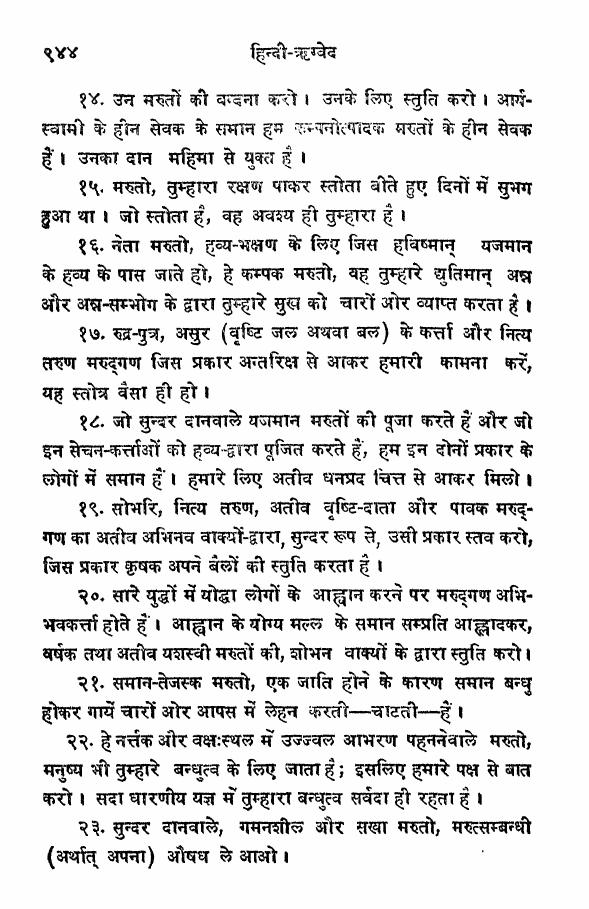 ९४४ हिन्दी-ऋग्वेद
१४. उन मरुतों की वन्दना करो। उनके लिए स्तुति करो। आर्य-
स्वामी के हीन सेवक के समान हम कम्पनोत्पादक मरुतों के हीन सेवक
हैं। उनका दान महिमा से युक्त है।
१५. मरुतो, तुम्हारा रक्षण पाकर स्तोता बीते हुए दिनों में सुभग
हुआ था। जो स्तोता है, वह अवश्य ही तुम्हारा है।
१६. नेता मरुतो, हव्य-भक्षण के लिए जिस हविष्मान् यजमान
के हव्य के पास जाते हो, हे कम्पक मरुतो, वह तुम्हारे द्युतिमान् अन्न
और अन्न-सम्भोग के द्वारा तुम्हारे सुख को चारों ओर व्याप्त करता है।
१७. रुद्र-पुत्र, असुर (वृष्टि जल अथवा बल) के कर्त्ता और नित्य
तरुण मरुद्गण जिस प्रकार अन्तरिक्ष से आकर हमारी कामना करें,
यह स्तोत्र वैसा ही हो।
१८. जो सुन्दर दानवाले यजमान मरुतों की पूजा करते हैं और जो
इन सेचन-कर्त्ताओं को हव्य-द्वारा पूजित करते हैं, हम इन दोनों प्रकार के
लोगों में समान हैं। हमारे लिए अतीव धनप्रद चित्त से आकर मिलो।
१९. सोभरि, नित्य तरुण, अतीव वृष्टि-दाता और पावक मरुद्-
गण का अतीव अभिनव वाक्यों-द्वारा, सुन्दर रूप से, उसी प्रकार स्तव करो,
जिस प्रकार कृषक अपने बैलों की स्तुति करता है।
२०. सारे युद्धों में योद्धा लोगों के आह्वान करने पर मरुद्गण अभि-
भवकर्त्ता होते हैं। आह्वान के योग्य मल्ल के समान सम्प्रति आह्लादकर,
वर्षक तथा अतीव यशस्वी मरुतों की, शोभन वाक्यों के द्वारा स्तुति करो।
२१. समान-तेजस्क मरुतो, एक जाति होने के कारण समान बन्धु
होकर गायें चारों ओर आपस में लेहन करती—चाटती—हैं।
२२. हे नर्त्तक और वक्षःस्थल में उज्ज्वल आभरण पहननेवाले मरुतो,
मनुष्य भी तुम्हारे बन्धुत्व के लिए जाता है; इसलिए हमारे पक्ष से बात
करो। सदा धारणीय यज्ञ में तुम्हारा बन्धुत्व सर्वदा ही रहता है।
२३. सुन्दर दानवाले, गमनशील और सखा मरुतो, मरुत्सम्बन्धी
(अर्थात् अपना) औषध ले आओ।